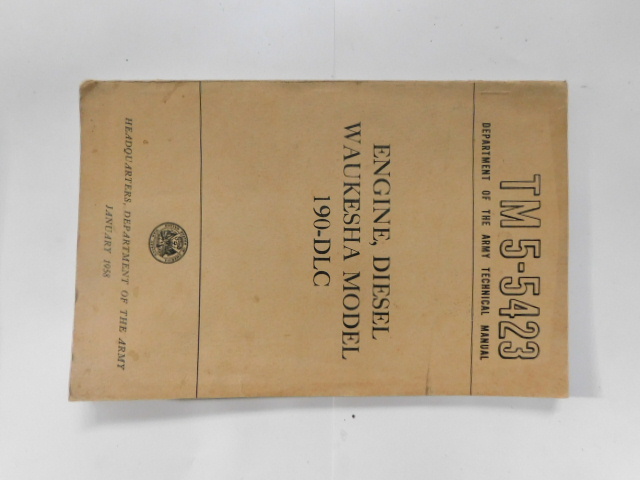 TM 5-5423
DEPARTMENT OF THE ARMY TECHNICAL MANUAL
ENGINE, DIESEL
WAUKESHA MODEL
190-DLC
HEADQUARTERS, DEPARTMENT OF THE ARMY
JANUARY 1958